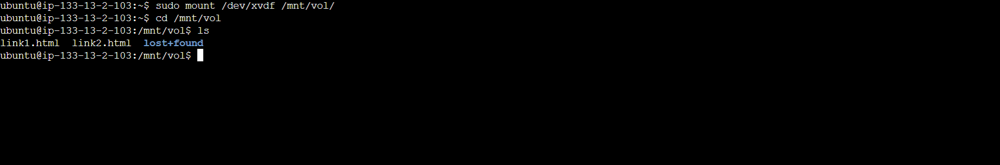 ubuntu@ip-133-13-2-103:~$ sudo mount /dev/xvdf /mnt/vol/
ubuntu@ip-133-13-2-103:~$ cd /mnt/vol
ubuntu@ip-133-13-2-103:/mnt/vol$ ls
link1.html  link2.html  lost+found
ubuntu@ip-133-13-2-103:/mnt/vol$